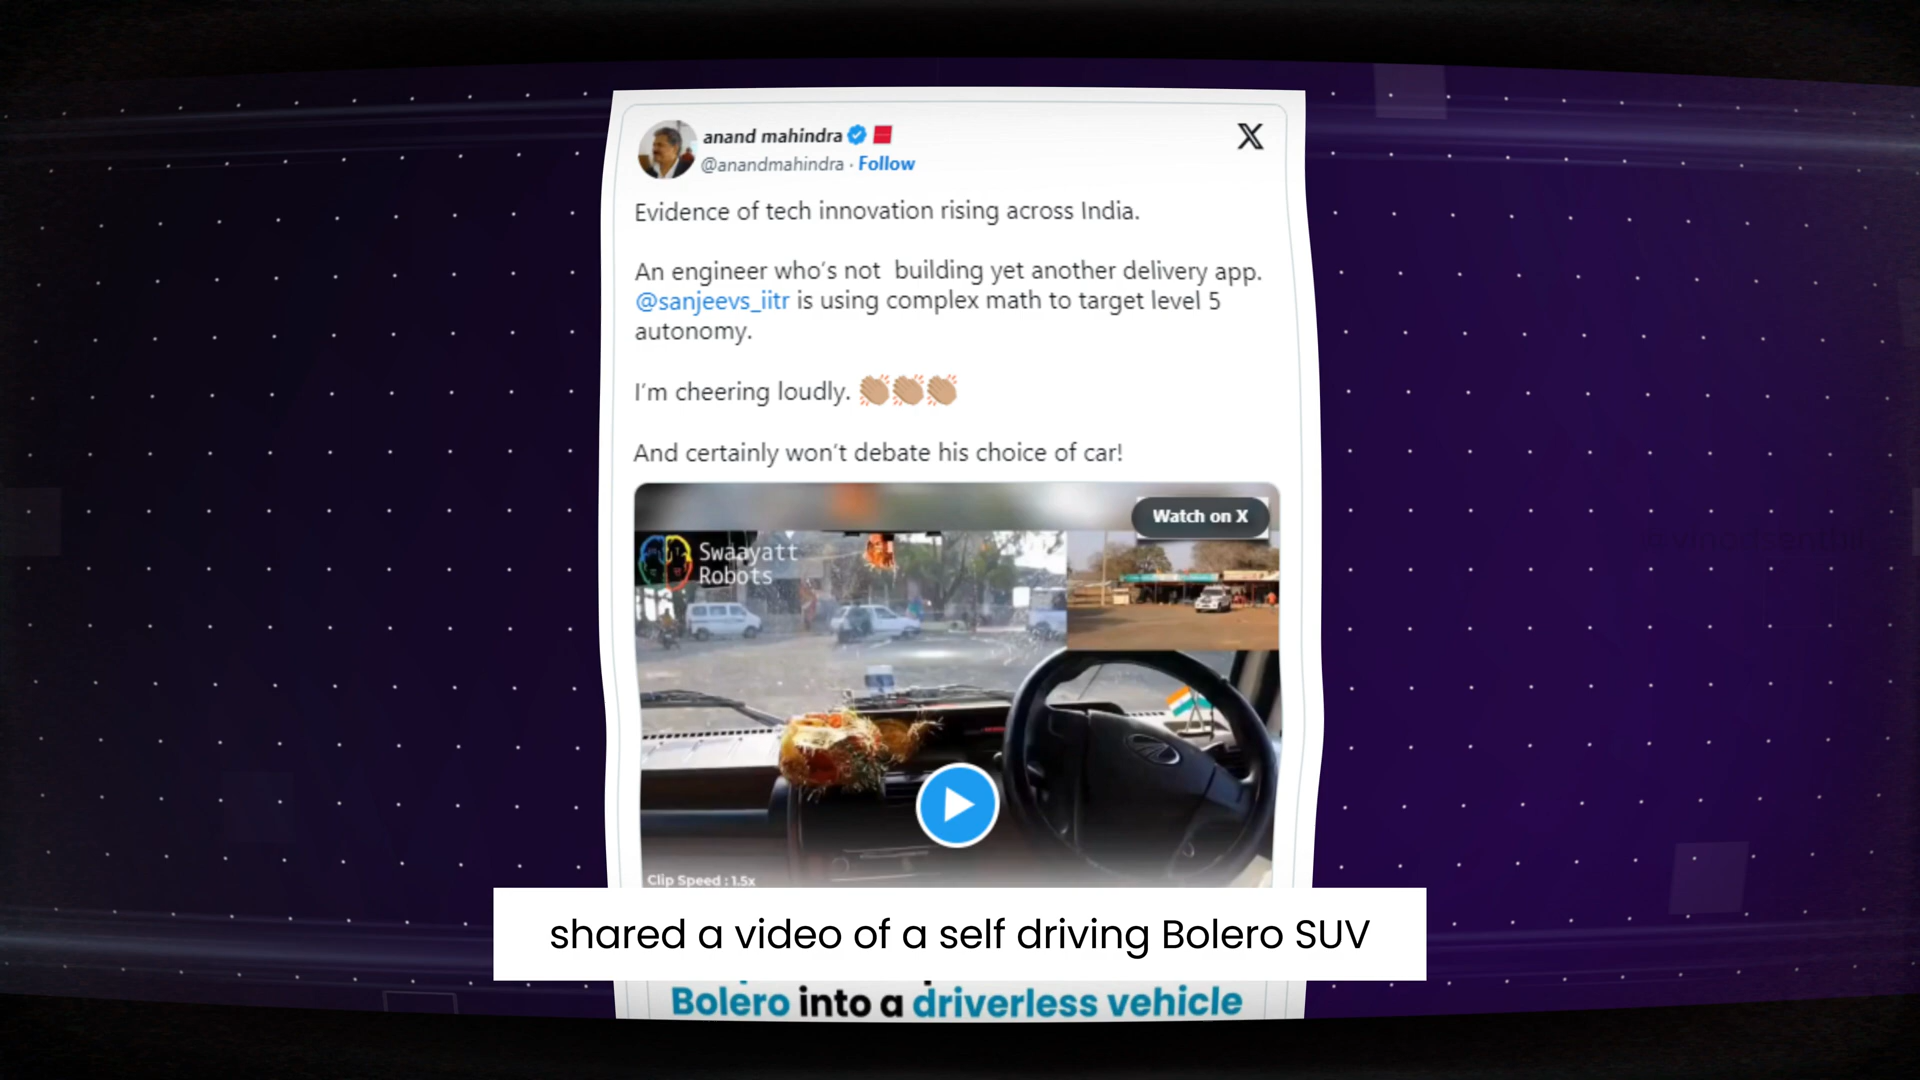 anand mahindra
@anandmahindra · Follow
Evidence of tech innovation rising across India.
An engineer who's not building yet another delivery app.
@sanjeevs_iitr is using complex math to target level 5
autonomy.
I'm cheering loudly. 👏🏽👏🏽👏🏽
And certainly won't debate his choice of car!
Watch on X
Swaayatt
Robots
Clip Speed : 1.5x
shared a video of a self driving Bolero SUV
Bolero into a driverless vehicle